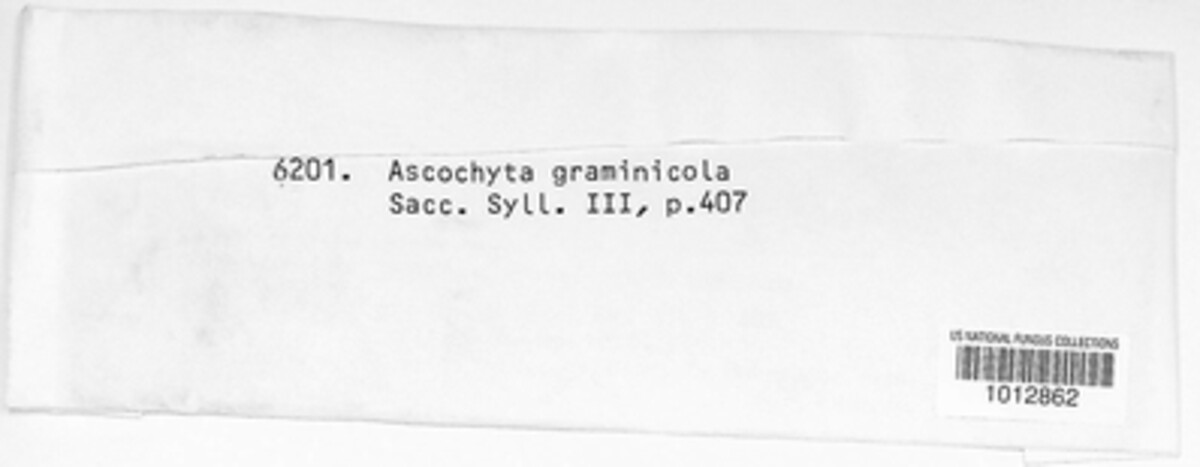 6201. Ascochyta graminicola
Sacc. Syll. III, p.407
US NATIONAL FUNGUS COLLECTIONS
1012862